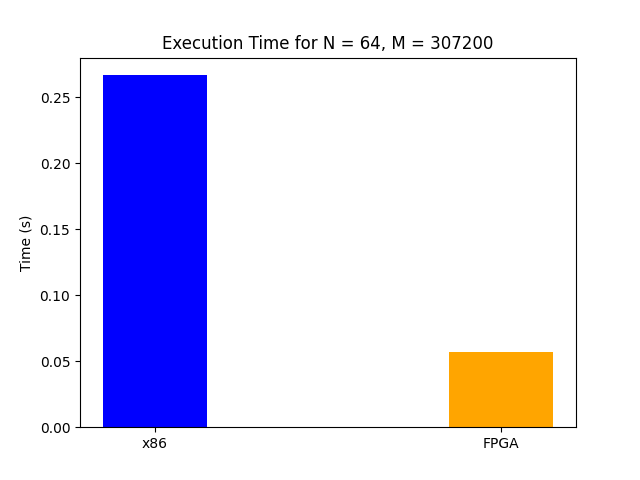 Execution Time for N = 64, M = 307200
Time (s)
0.25
0.20
0.15
0.10
0.05
0.00
x86
FPGA